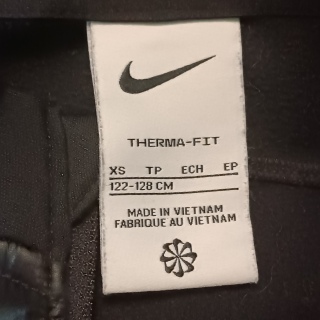 THERMA-FIT
XS TP ECH EP
122-128 CM
MADE IN VIETNAM
FABRIQUE AU VIETNAM